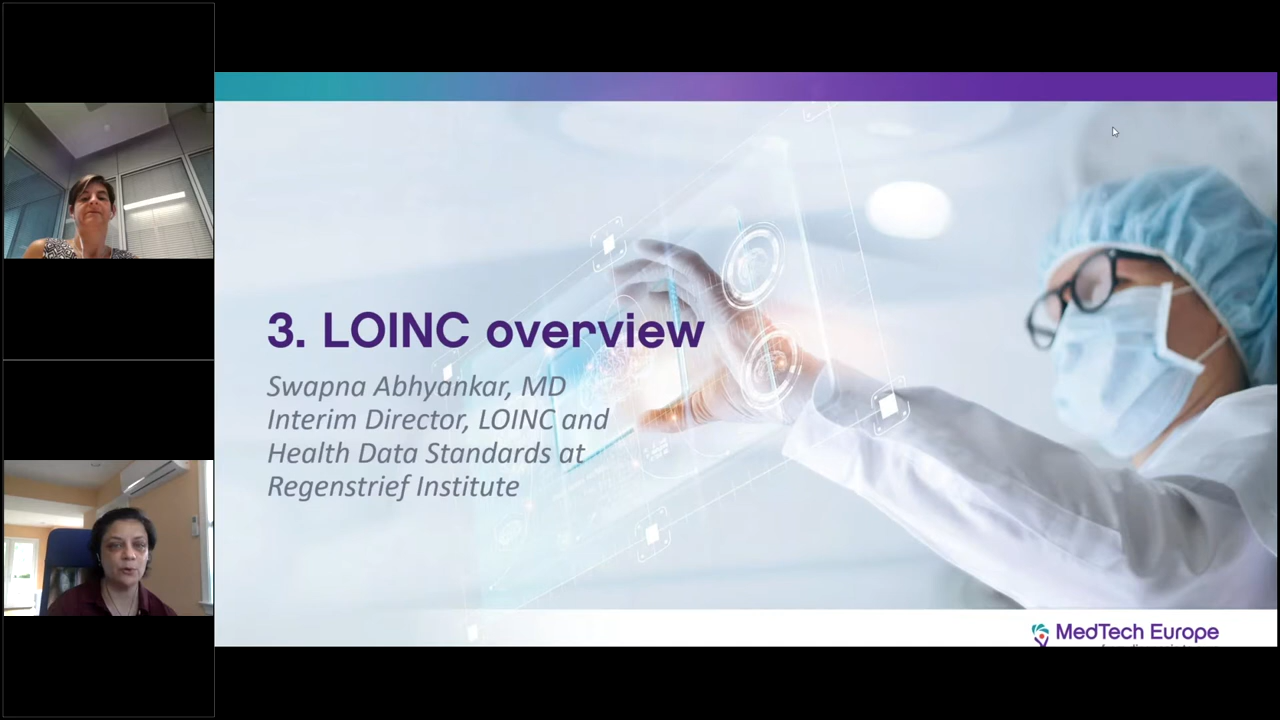 3. LOINC overview
Swapna Abhyankar, MD
Interim Director, LOINC and
Health Data Standards at
Regenstrief Institute
MedTech Europe